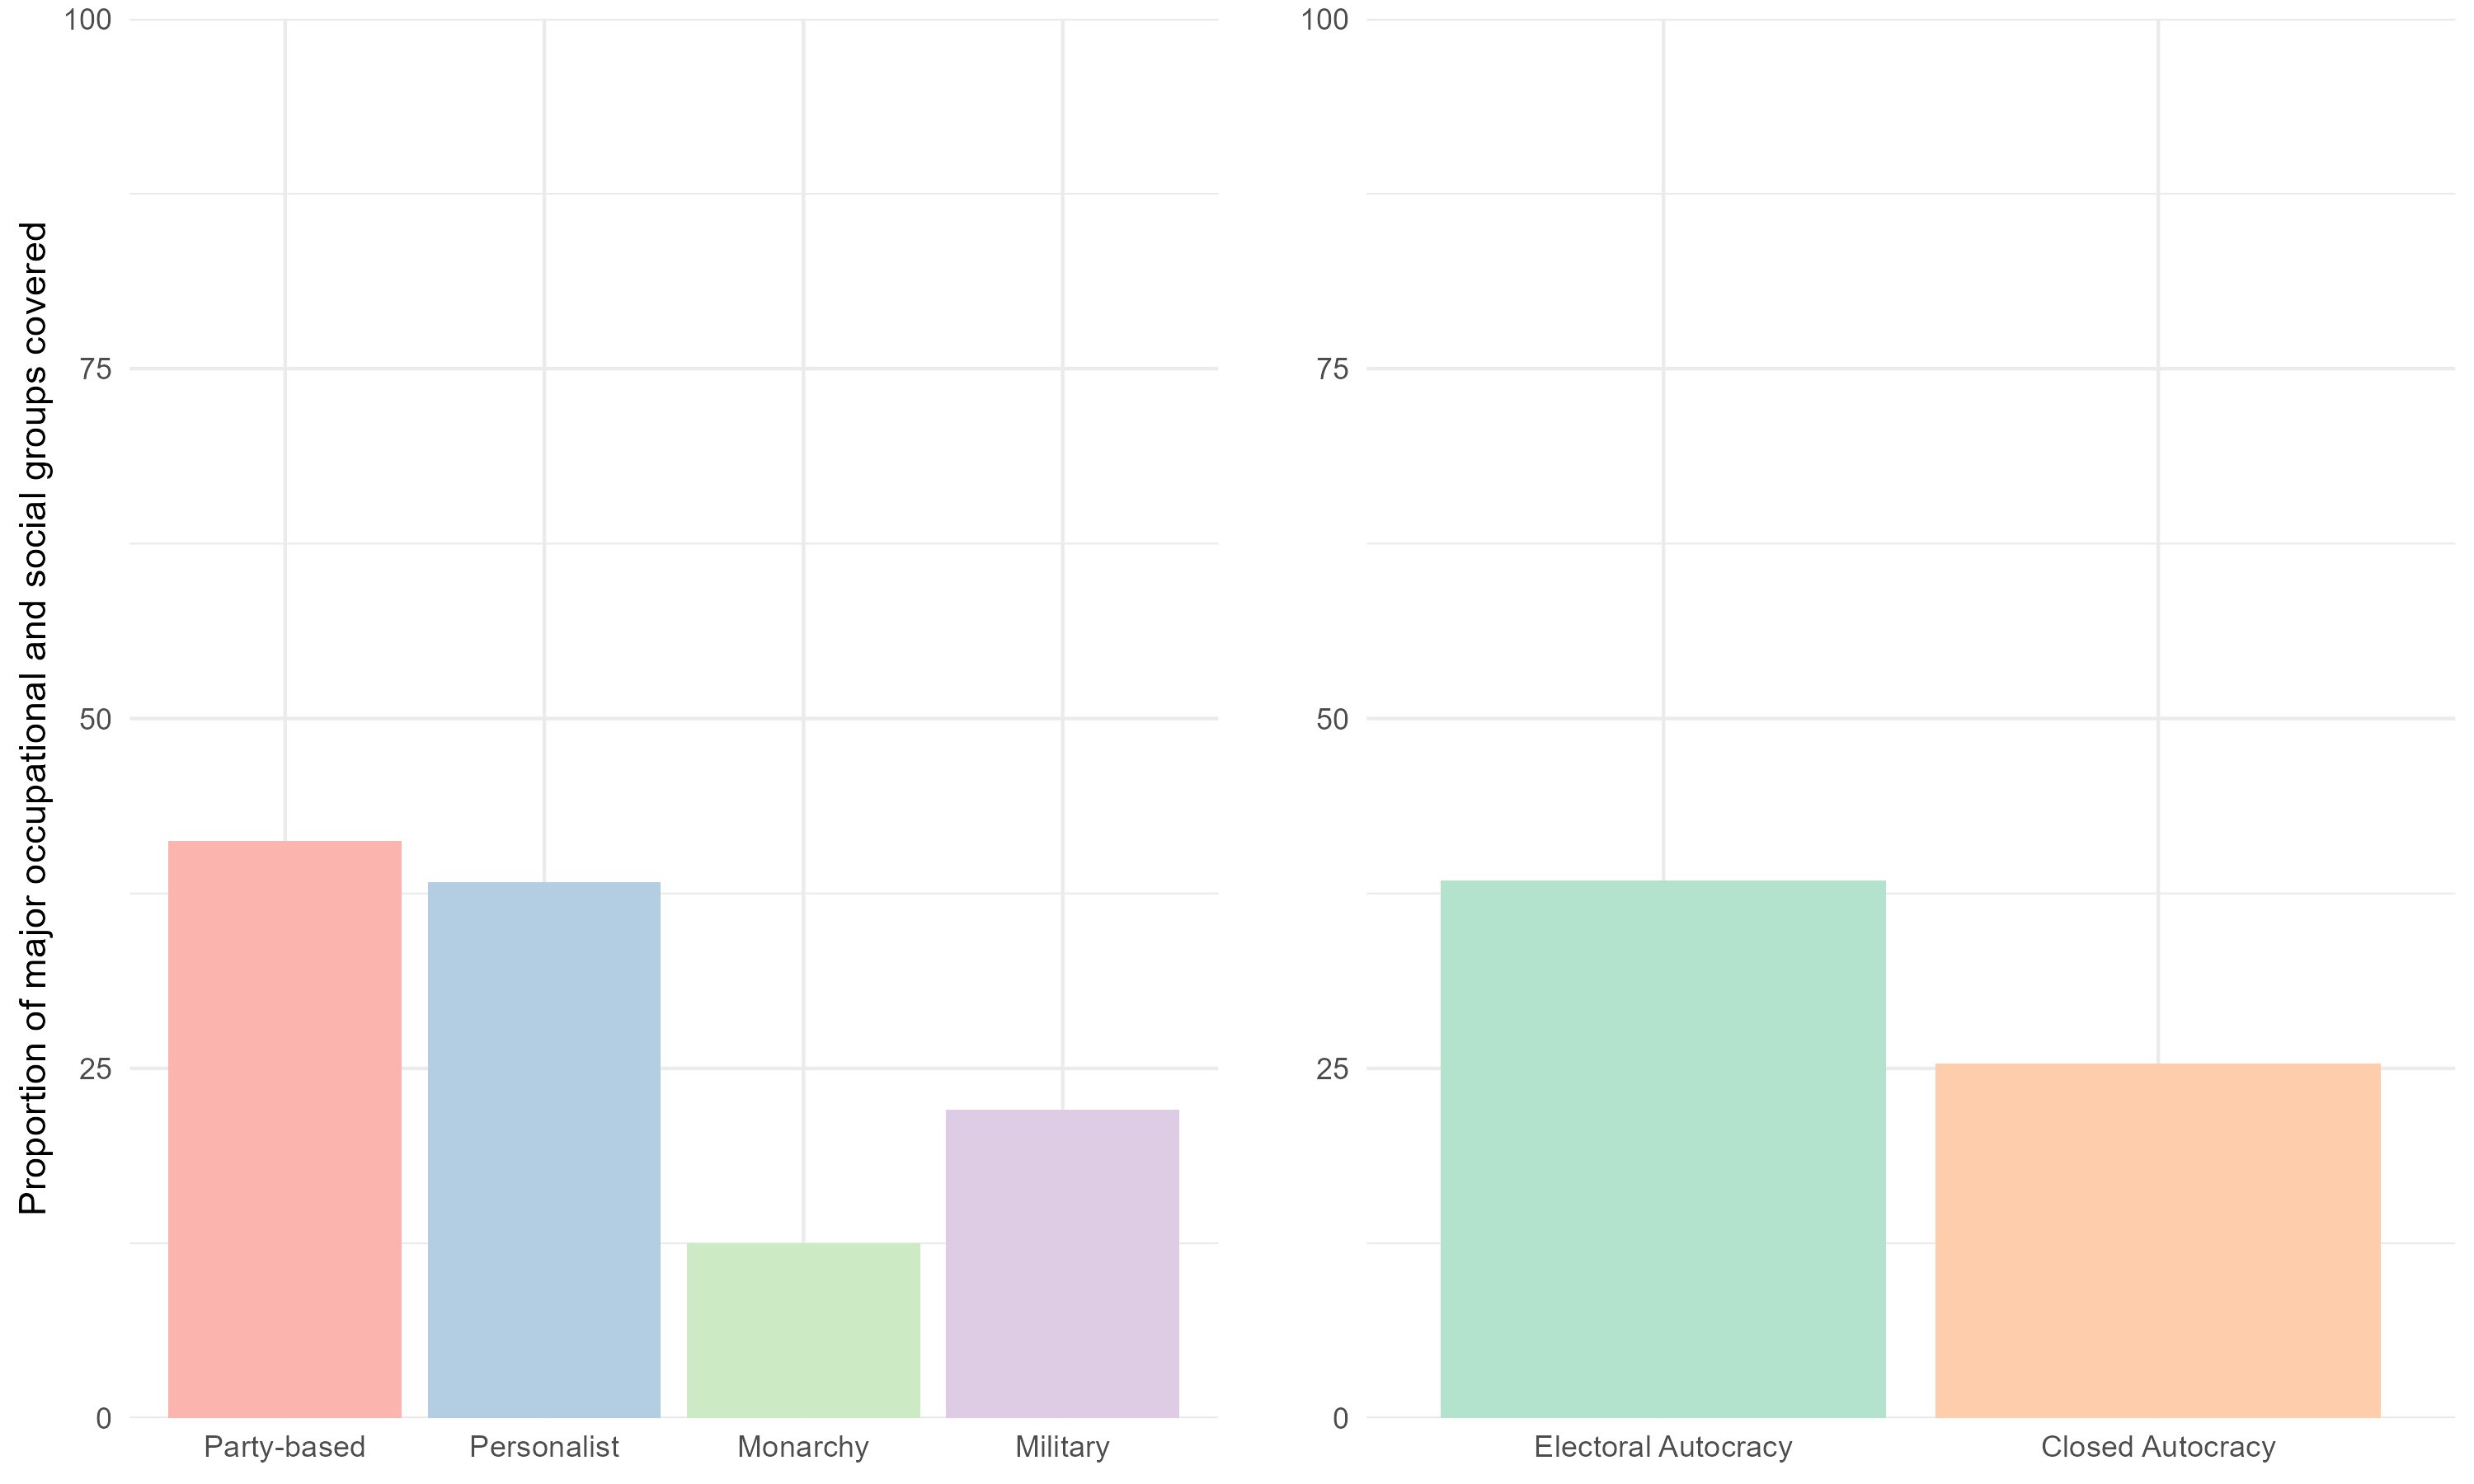 Proportion of major occupational and social groups covered
100
75
50
25
0
Party-based
Personalist
Monarchy
Military
100
75
50
25
0
Electoral Autocracy
Closed Autocracy